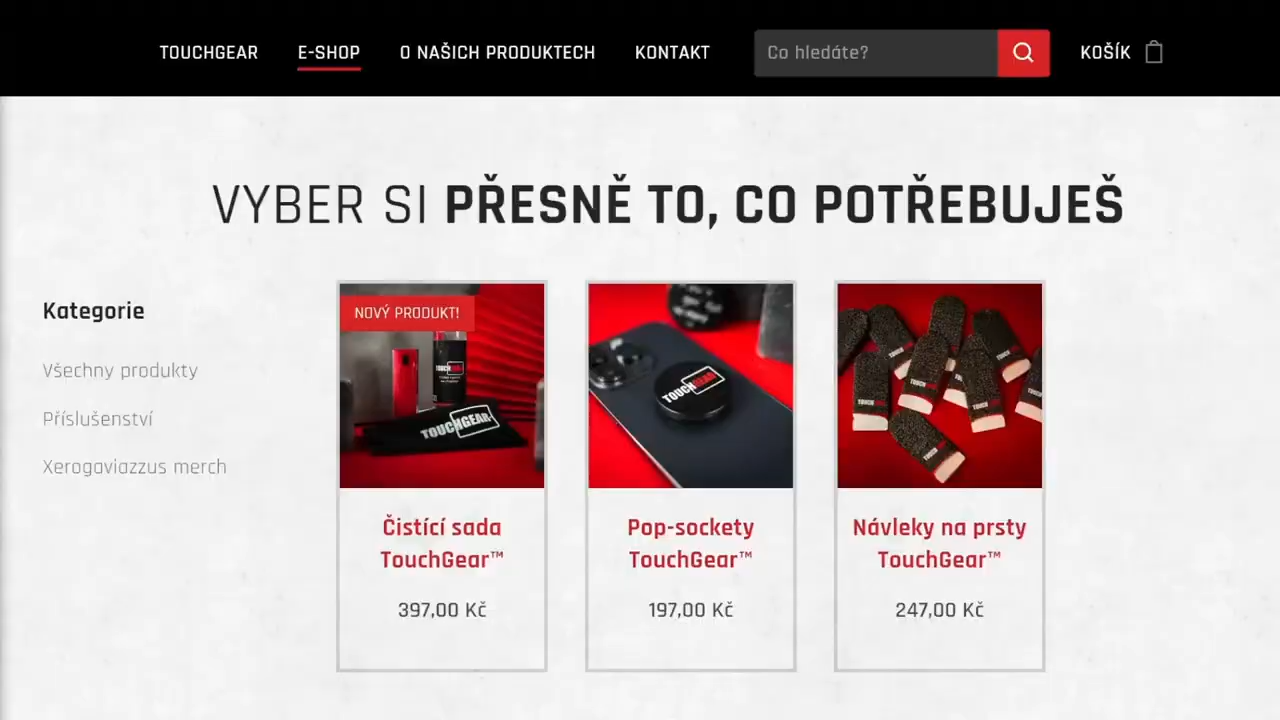 TOUCHGEAR
E-SHOP
O NAŠICH PRODUKTECH
KONTAKT
Co hledáte?
KOŠÍK
VYBER SI PŘESNĚ TO, CO POTŘEBUJEŠ
Kategorie
Všechny produkty
Příslušenství
Xerogaviazzus merch
NOVÝ PRODUKT!
TOUCHGEAR
TOUCHGEAR
Čistící sada
TouchGear™
397,00 Kč
Pop-sockety
TouchGear™
197,00 Kč
Návleky na prsty
TouchGear™
247,00 Kč